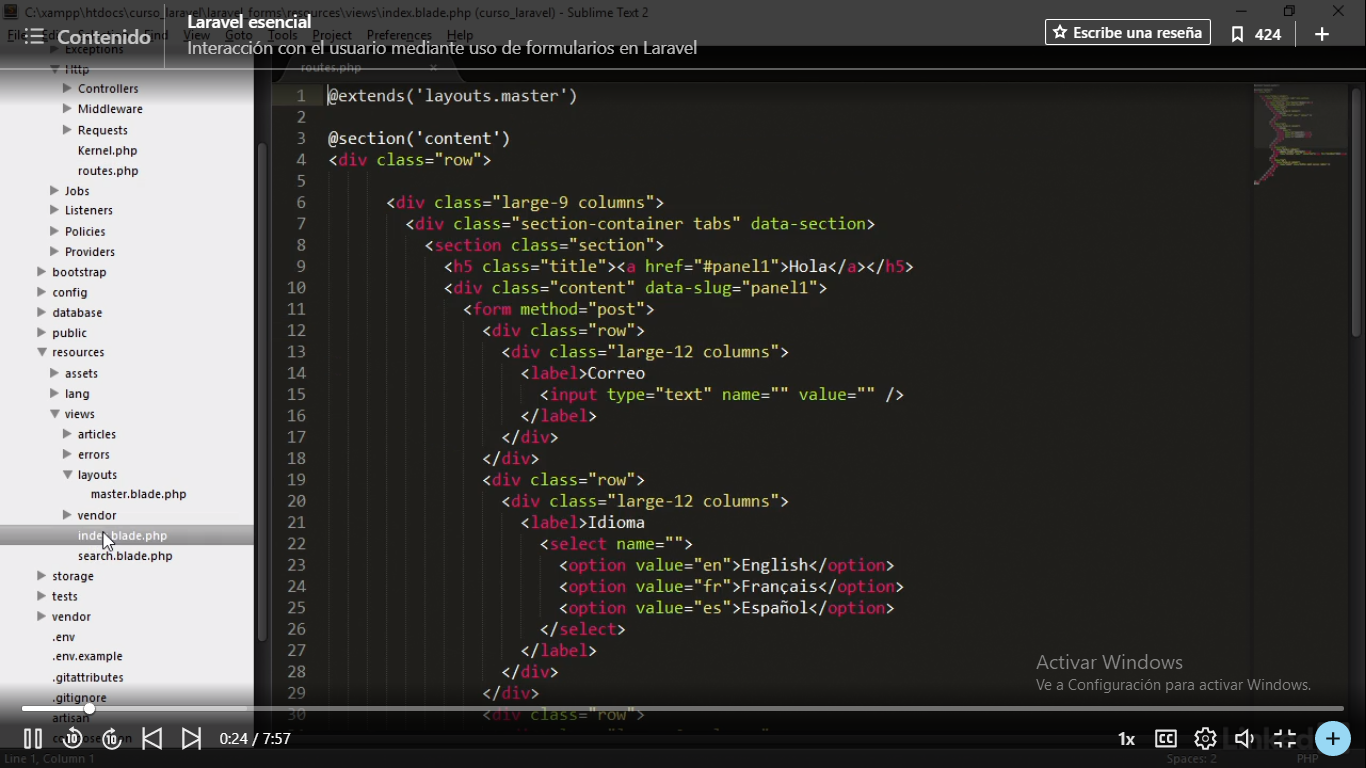 C:\xampp\htdocs\curso_laravel\laravel_forms\resources\views\index.blade.php (curso_laravel) - Sublime Text 2
Laravel esencial
File Edit Find View Goto Tools Project Preferences Help
Contenido
Interacción con el usuario mediante uso de formularios en Laravel
Escribe una reseña
424
Exceptions
Http
Controllers
Middleware
Requests
Kernel.php
routes.php
Jobs
Listeners
Policies
Providers
bootstrap
config
database
public
resources
assets
lang
views
articles
errors
layouts
master.blade.php
vendor
index.blade.php
search.blade.php
storage
tests
vendor
.env
.env.example
.gitattributes
.gitignore
artisan
routes.php ×
1 @extends('layouts.master')
2
3 @section('content')
4 <div class="row">
5
6 <div class="large-9 columns">
7 <div class="section-container tabs" data-section>
8 <section class="section">
9 <h5 class="title"><a href="#panel1">Hola</a></h5>
10 <div class="content" data-slug="panel1">
11 <form method="post">
12 <div class="row">
13 <div class="large-12 columns">
14 <label>Correo
15 <input type="text" name="" value="" />
16 </label>
17 </div>
18 </div>
19 <div class="row">
20 <div class="large-12 columns">
21 <label>Idioma
22 <select name="">
23 <option value="en">English</option>
24 <option value="fr">Français</option>
25 <option value="es">Español</option>
26 </select>
27 </label>
28 </div>
29 </div>
30 <div class="row">
Activar Windows
Ve a Configuración para activar Windows.
10 10 0:24 / 7:57
1x CC
Linked
Line 1, Column 1
Spaces: 2 PHP